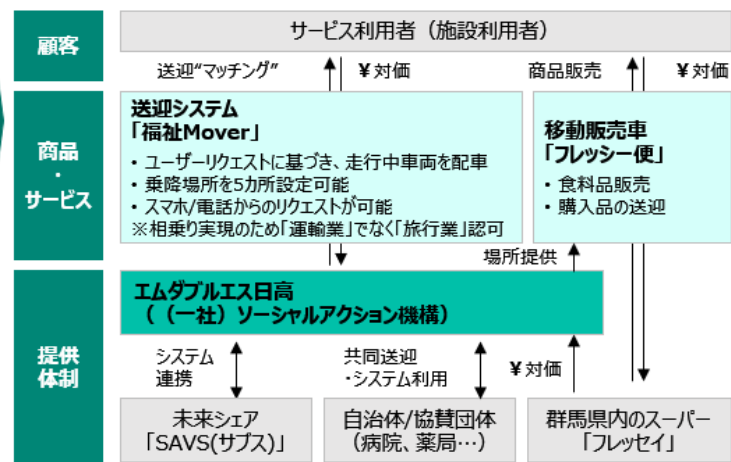 顧客
サービス利用者（施設利用者）
送迎“マッチング”
¥対価
商品販売
¥対価
商品
・
サービス
送迎システム
「福祉Mover」
・ユーザーリクエストに基づき、走行中車両を配車
・乗降場所を5カ所設定可能
・スマホ/電話からのリクエストが可能
※相乗り実現のため「運輸業」でなく「旅行業」認可
移動販売車
「フレッシー便」
・食料品販売
・購入品の送迎
場所提供
提供
体制
エムダブルエス日高
（（一社）ソーシャルアクション機構）
システム
連携
共同送迎
・システム利用
¥対価
未来シェア
「SAVS(サブス)」
自治体/協賛団体
（病院、薬局…）
群馬県内のスーパー
「フレッセイ」